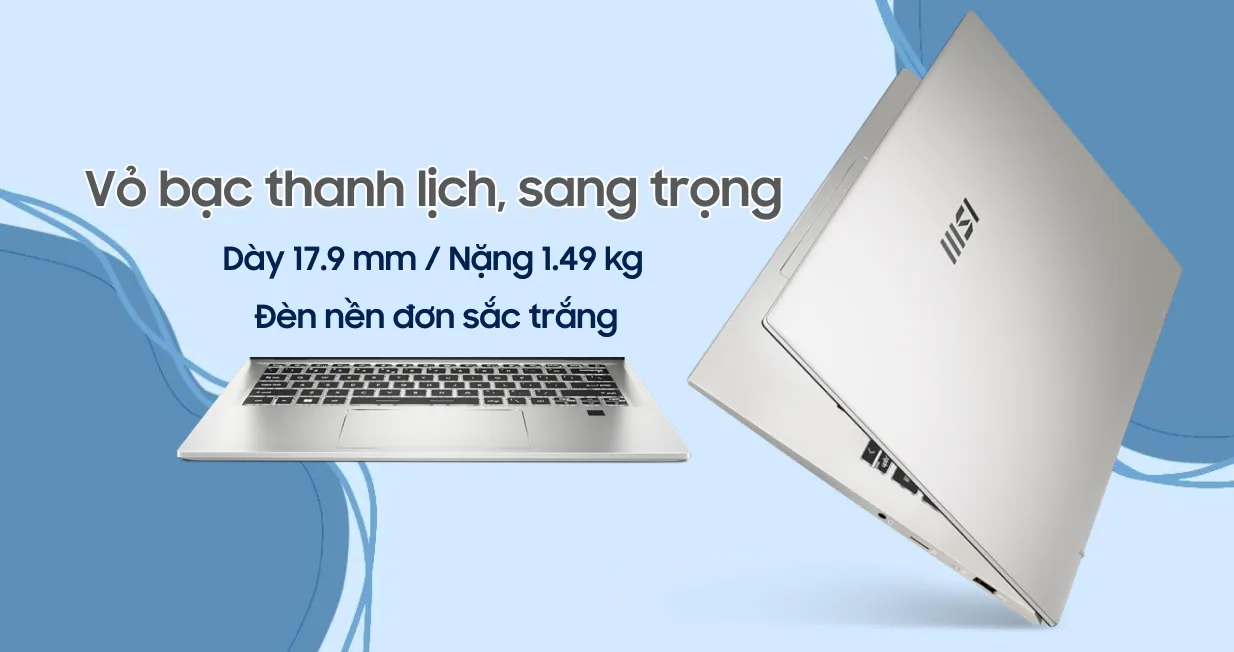 Vỏ bạc thanh lịch, sang trọng
Dày 17.9 mm / Nặng 1.49 kg
Đèn nền đơn sắc trắng
msi